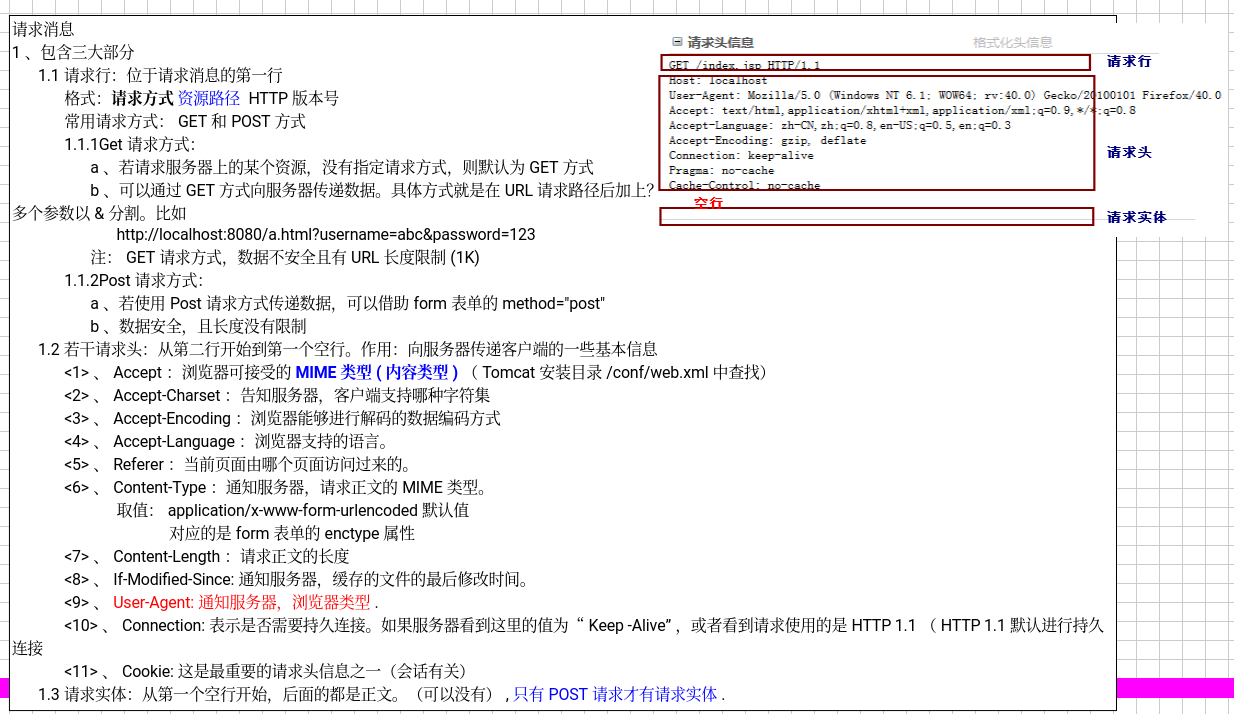 请求消息
1 、包含三大部分
1.1 请求行：位于请求消息的第一行
格式：请求方式 资源路径 HTTP 版本号
常用请求方式： GET 和 POST 方式
1.1.1Get 请求方式：
a 、若请求服务器上的某个资源，没有指定请求方式，则默认为 GET 方式
b 、可以通过 GET 方式向服务器传递数据。具体方式就是在 URL 请求路径后加上?
多个参数以 & 分割。比如
http://localhost:8080/a.html?username=abc&password=123
注： GET 请求方式，数据不安全且有 URL 长度限制 (1K)
1.1.2Post 请求方式：
a 、若使用 Post 请求方式传递数据，可以借助 form 表单的 method="post"
b 、数据安全，且长度没有限制
1.2 若干请求头：从第二行开始到第一个空行。作用：向服务器传递客户端的一些基本信息
<1> 、 Accept ：浏览器可接受的 MIME 类型 ( 内容类型 ) （ Tomcat 安装目录 /conf/web.xml 中查找）
<2> 、 Accept-Charset ：告知服务器，客户端支持哪种字符集
<3> 、 Accept-Encoding ：浏览器能够进行解码的数据编码方式
<4> 、 Accept-Language ：浏览器支持的语言。
<5> 、 Referer ：当前页面由哪个页面访问过来的。
<6> 、 Content-Type ：通知服务器，请求正文的 MIME 类型。
取值： application/x-www-form-urlencoded 默认值
对应的是 form 表单的 enctype 属性
<7> 、 Content-Length ：请求正文的长度
<8> 、 If-Modified-Since: 通知服务器，缓存的文件的最后修改时间。
<9> 、 User-Agent: 通知服务器，浏览器类型 .
<10> 、 Connection: 表示是否需要持久连接。如果服务器看到这里的值为“ Keep -Alive” ，或者看到请求使用的是 HTTP 1.1 （ HTTP 1.1 默认进行持久
连接
<11> 、 Cookie: 这是最重要的请求头信息之一（会话有关）
1.3 请求实体：从第一个空行开始，后面的都是正文。（可以没有） , 只有 POST 请求才有请求实体 .
请求头信息 格式化头信息
GET /index.jsp HTTP/1.1 请求行
Host: localhost
User-Agent: Mozilla/5.0 (Windows NT 6.1; WOW64; rv:40.0) Gecko/20100101 Firefox/40.0
Accept: text/html,application/xhtml+xml,application/xml;q=0.9,*/*;q=0.8
Accept-Language: zh-CN,zh;q=0.8,en-US;q=0.5,en;q=0.3
Accept-Encoding: gzip, deflate
Connection: keep-alive 请求头
Pragma: no-cache
Cache-Control: no-cache
空行
请求实体